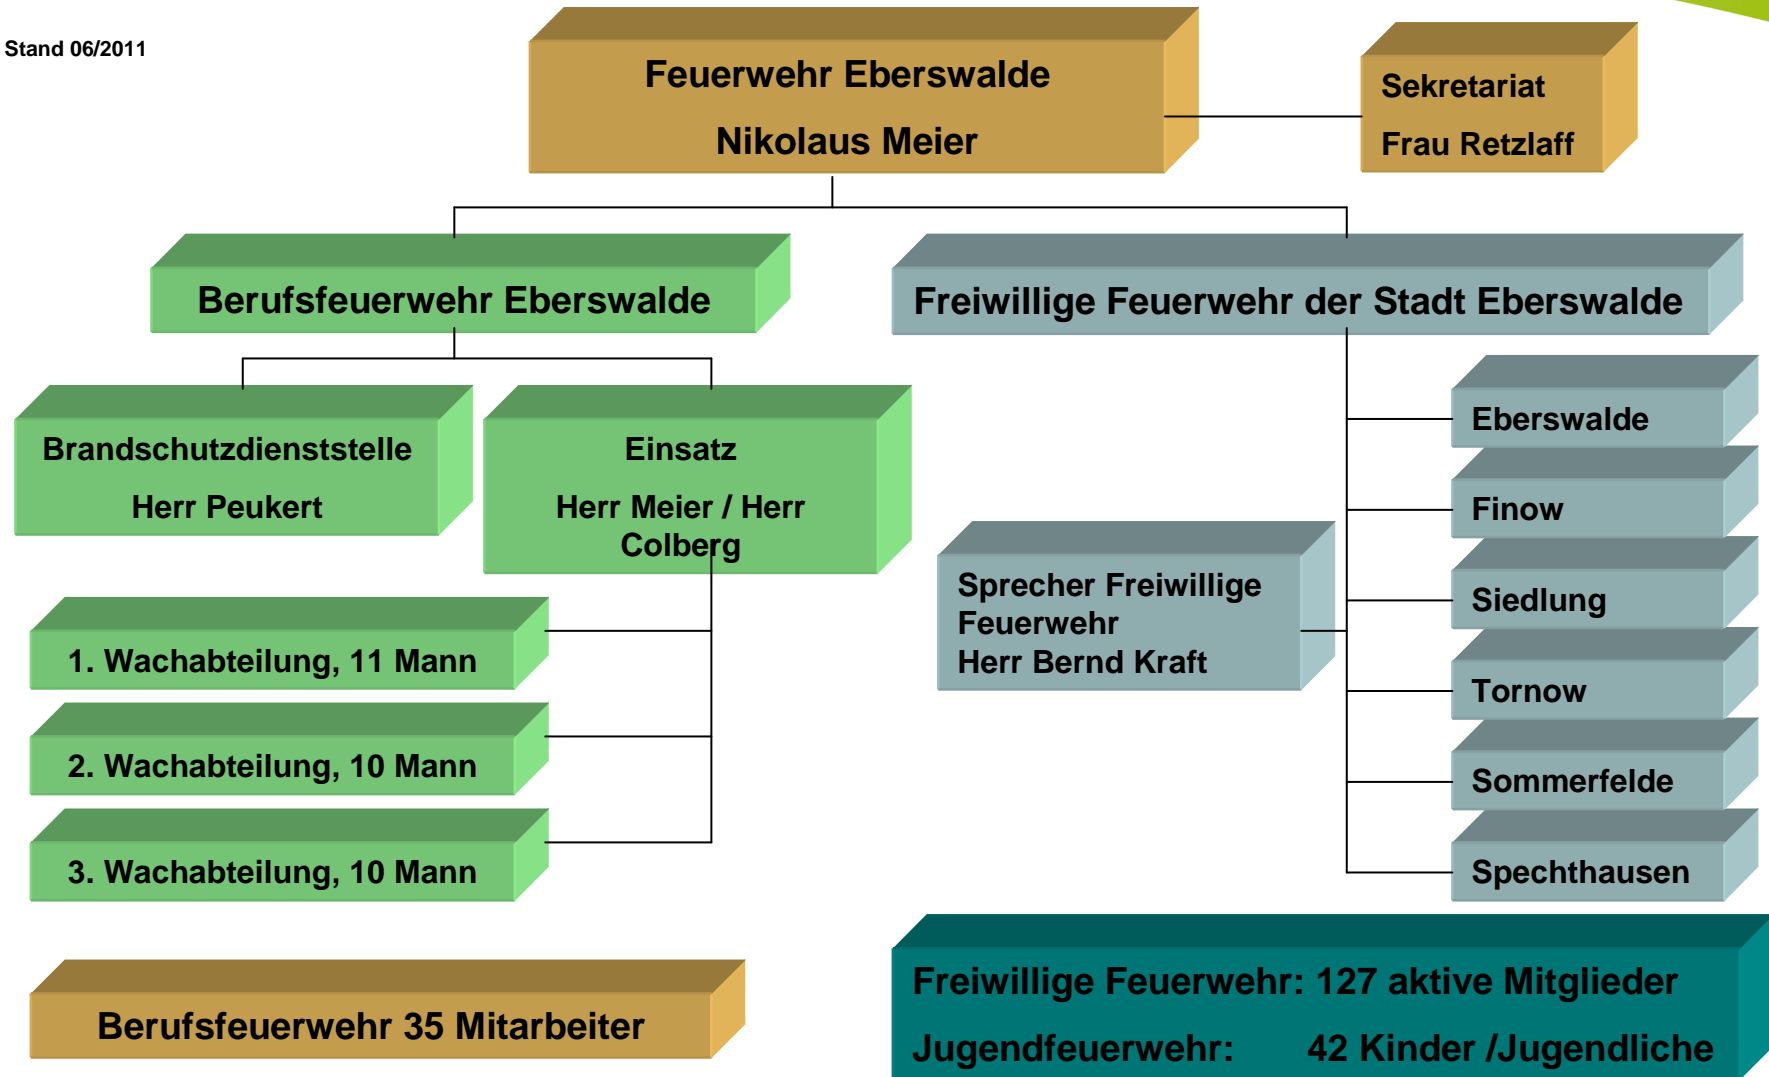 Stand 06/2011
Feuerwehr Eberswalde
Nikolaus Meier
Sekretariat
Frau Retzlaff
Berufsfeuerwehr Eberswalde
Freiwillige Feuerwehr der Stadt Eberswalde
Brandschutzdienststelle
Herr Peukert
Einsatz
Herr Meier / Herr
Colberg
1. Wachabteilung, 11 Mann
2. Wachabteilung, 10 Mann
3. Wachabteilung, 10 Mann
Sprecher Freiwillige
Feuerwehr
Herr Bernd Kraft
Eberswalde
Finow
Siedlung
Tornow
Sommerfelde
Spechthausen
Berufsfeuerwehr 35 Mitarbeiter
Freiwillige Feuerwehr: 127 aktive Mitglieder
Jugendfeuerwehr: 42 Kinder /Jugendliche